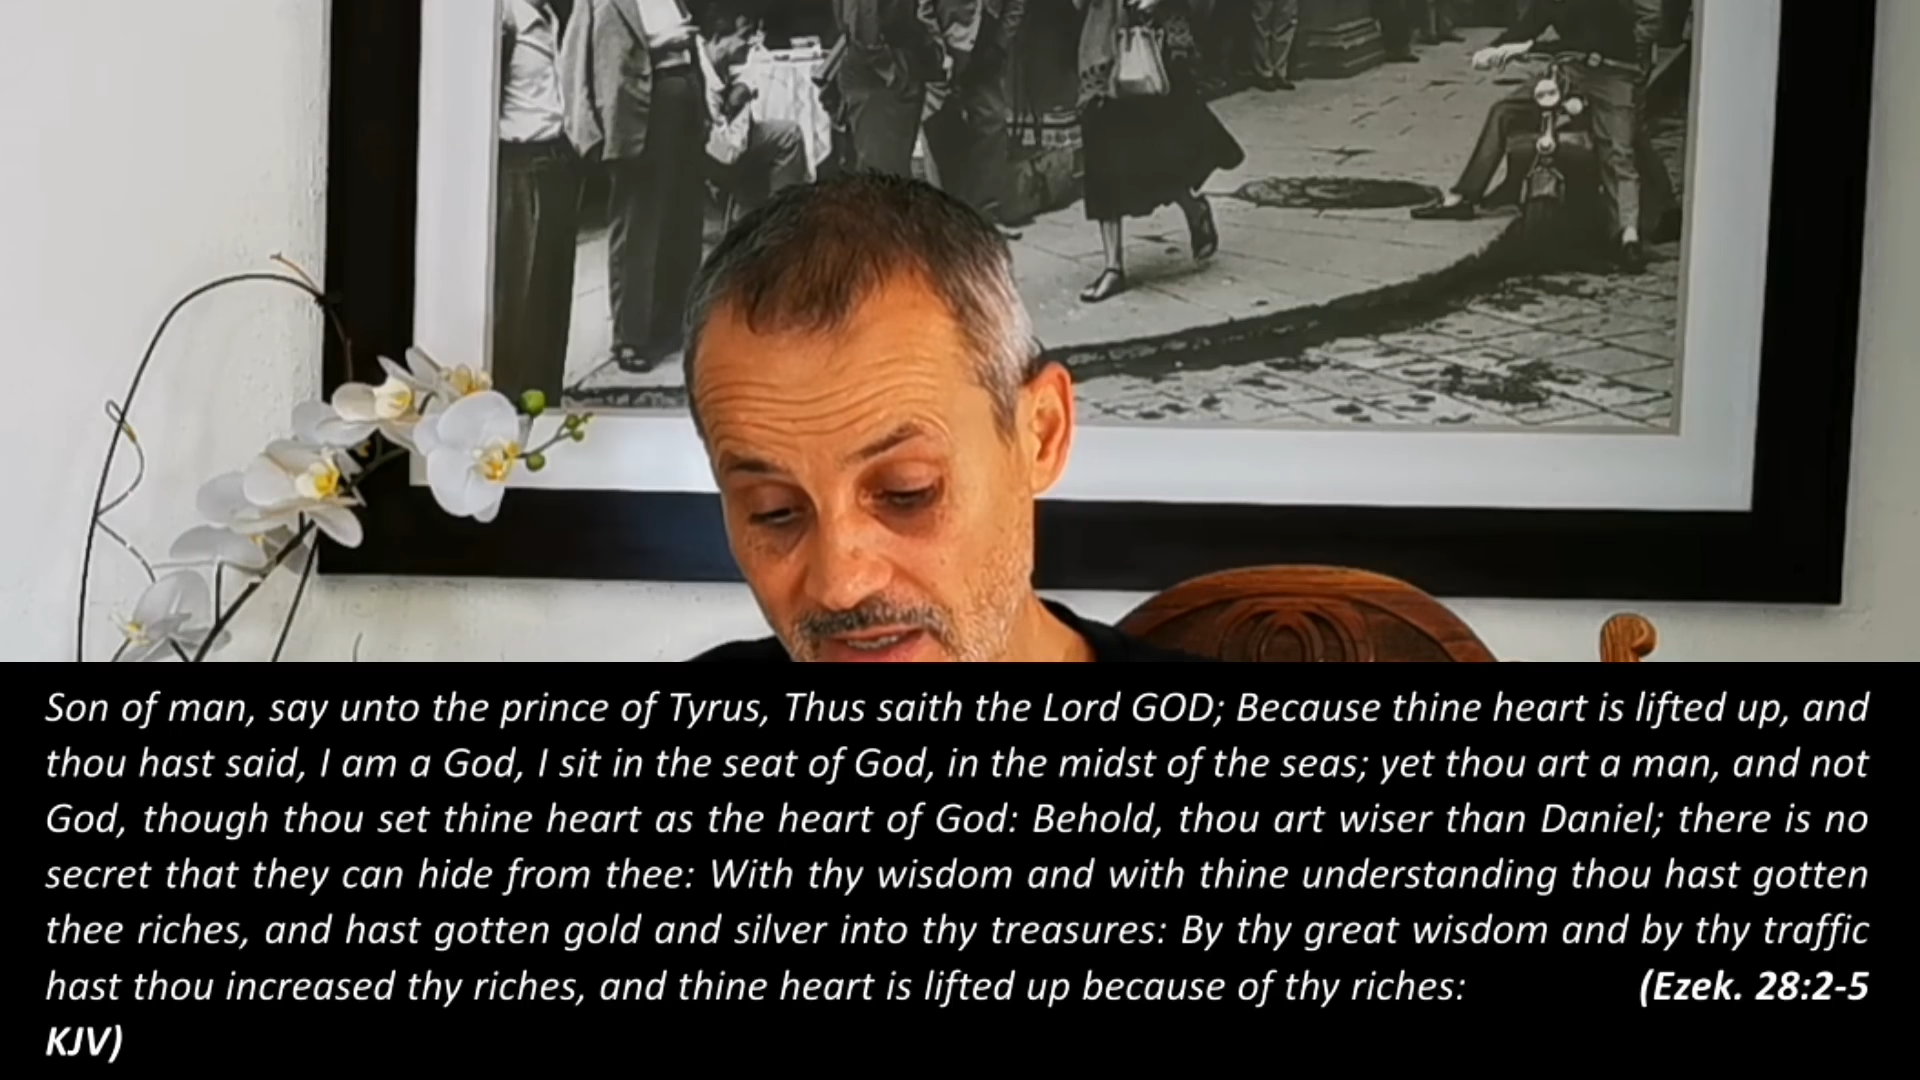 Son of man, say unto the prince of Tyrus, Thus saith the Lord GOD; Because thine heart is lifted up, and
thou hast said, I am a God, I sit in the seat of God, in the midst of the seas; yet thou art a man, and not
God, though thou set thine heart as the heart of God: Behold, thou art wiser than Daniel; there is no
secret that they can hide from thee: With thy wisdom and with thine understanding thou hast gotten
thee riches, and hast gotten gold and silver into thy treasures: By thy great wisdom and by thy traffic
hast thou increased thy riches, and thine heart is lifted up because of thy riches: (Ezek. 28:2-5
KJV)